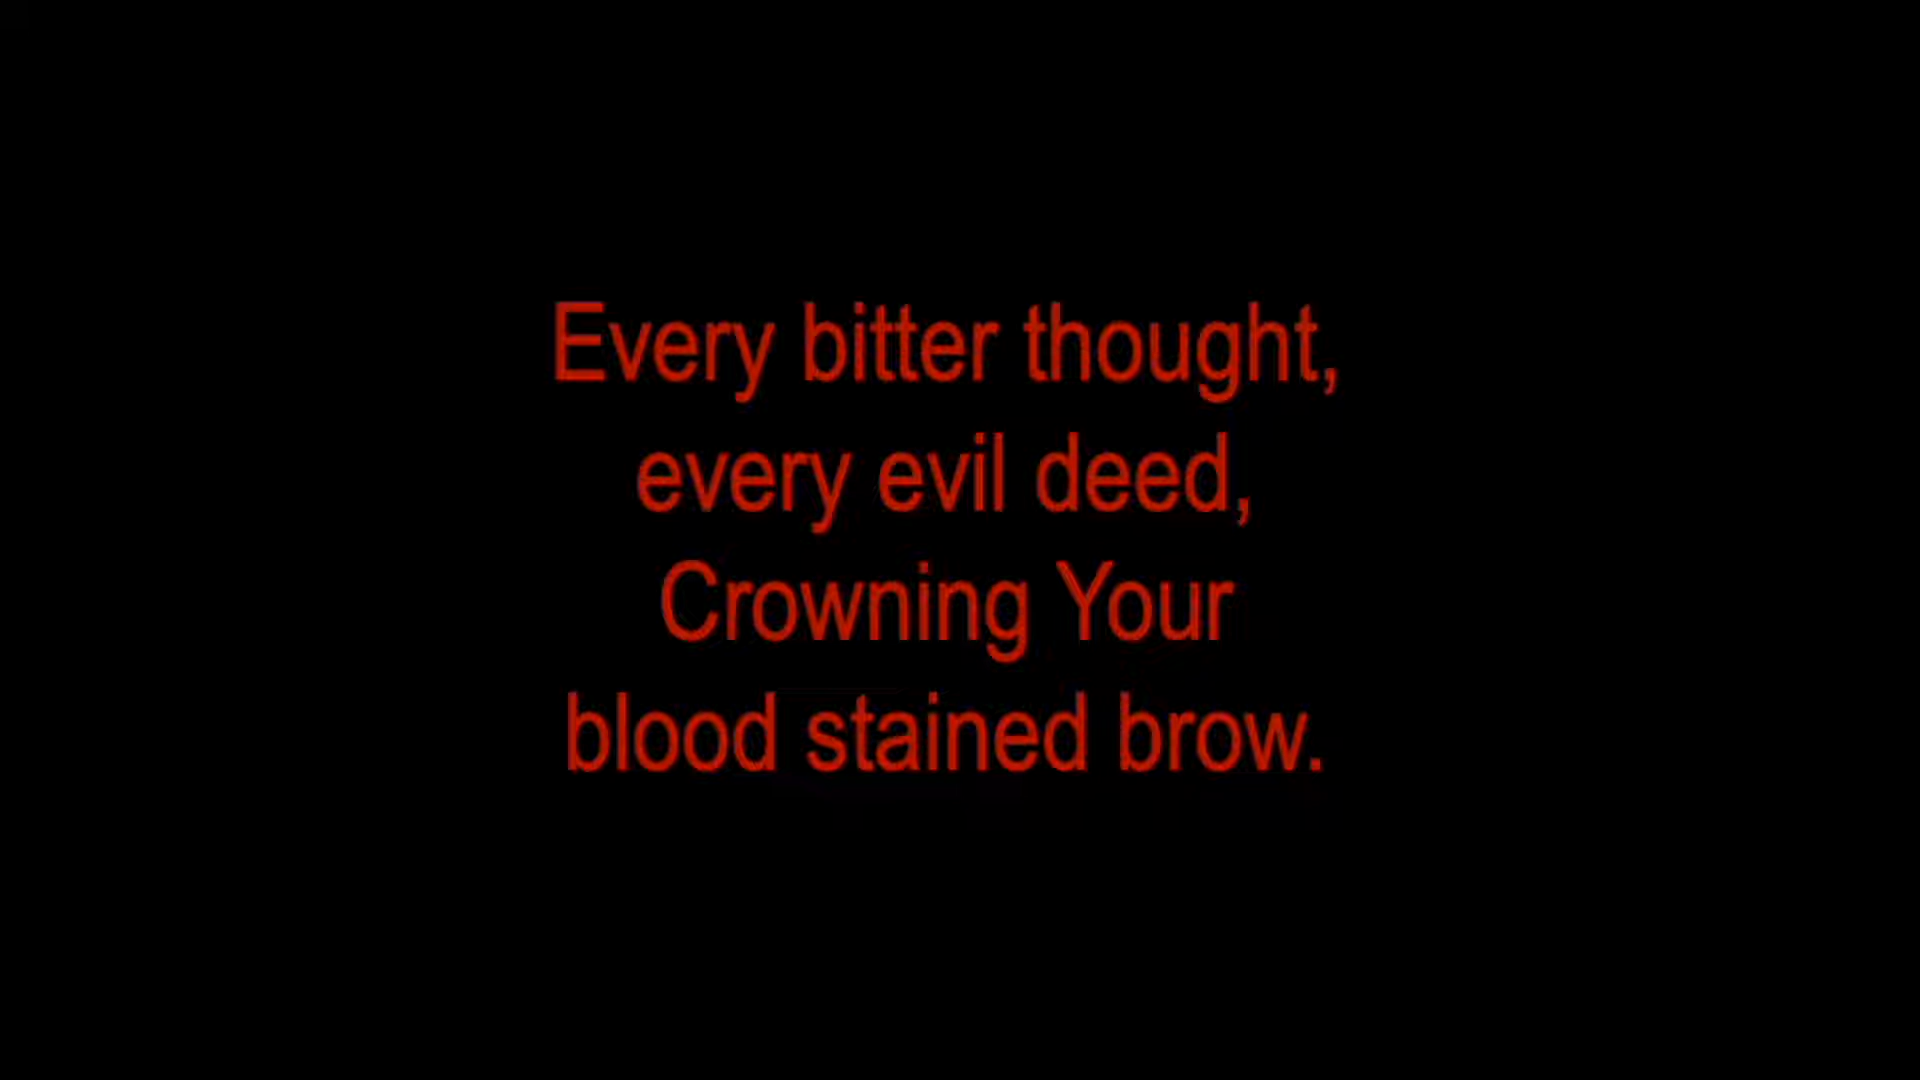 Every bitter thought,
every evil deed,
Crowning Your
blood stained brow.